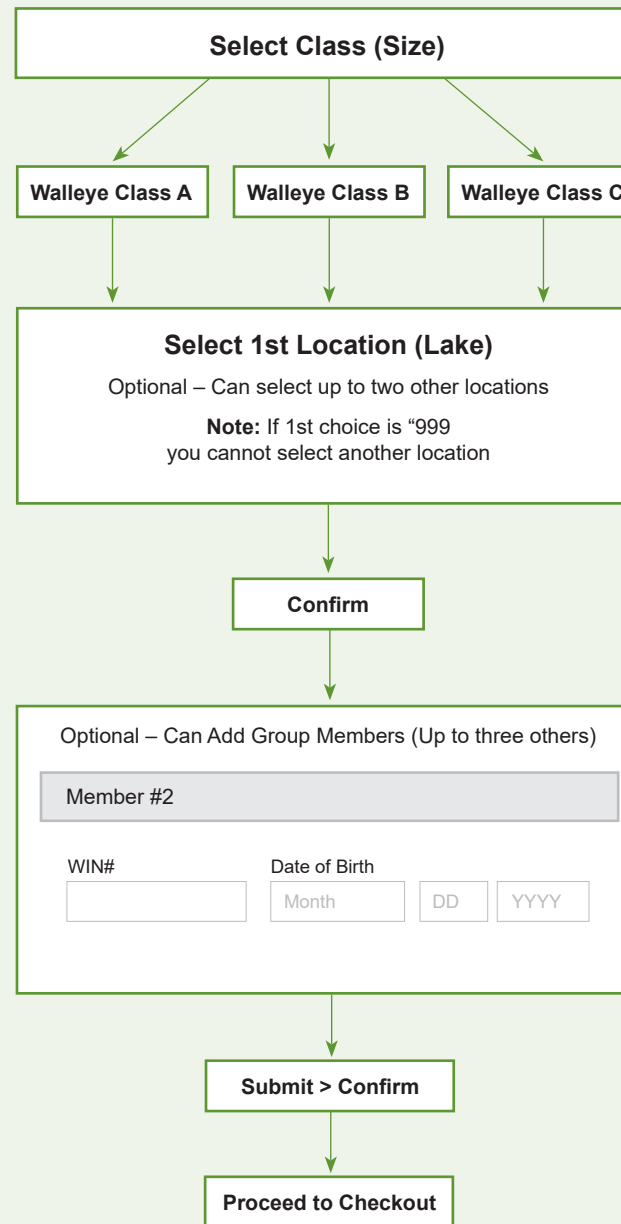 Select Class (Size)
Walleye Class A
Walleye Class B
Walleye Class C
Select 1st Location (Lake)
Optional – Can select up to two other locations
Note: If 1st choice is “999
you cannot select another location
Confirm
Optional – Can Add Group Members (Up to three others)
Member #2
WIN#
Date of Birth
Month
DD
YYYY
Submit > Confirm
Proceed to Checkout